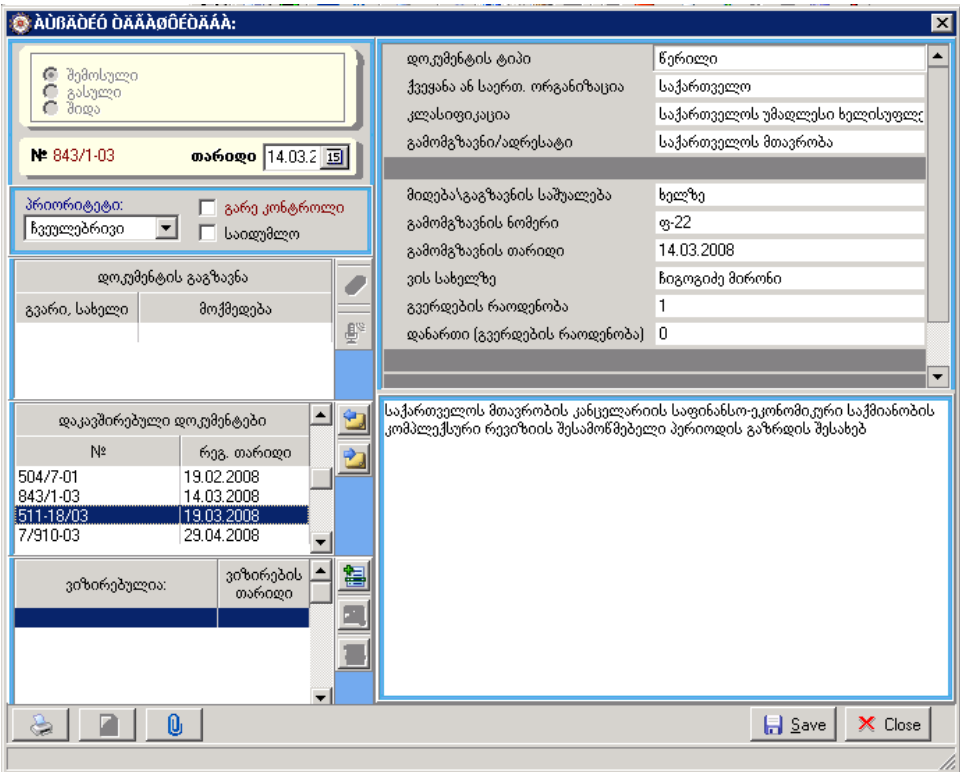 ÀÙßÄÒÉÓ ÒÄÂÀØÔÉÒÄÁÀ:
შემოსული
გასული
შიდა
№ 843/1-03 თარიღი 14.03.2 15
პრიორიტეტი:
ჩვეულებრივი
გარე კონტროლი
საიდუმლო
დოკუმენტის გაგზავნა
გვარი, სახელი მოქმედება
დაკავშირებული დოკუმენტები
№ რეგ. თარიღი
504/7-01 19.02.2008
843/1-03 14.03.2008
511-18/03 19.03.2008
7/910-03 29.04.2008
ვიზირებულია: ვიზირების თარიღი
დოკუმენტის ტიპი წერილი
ქვეყანა ან საერთ. ორგანიზაცია საქართველო
კლასიფიკაცია საქართველოს უმაღლესი ხელისუფლე
გამომგზავნი/ადრესატი საქართველოს მთავრობა
მიღება\გაგზავნის საშუალება ხელზე
გამომგზავნის ნომერი ფ-22
გამომგზავნის თარიღი 14.03.2008
ვის სახელზე ჩიგოგიძე მირონი
გვერდების რაოდენობა 1
დანართი (გვერდების რაოდენობა) 0
საქართველოს მთავრობის კანცელარიის საფინანსო-ეკონომიკური საქმიანობის
კომპლექსური რევიზიის შესამოწმებელი პერიოდის გაზრდის შესახებ
Save Close